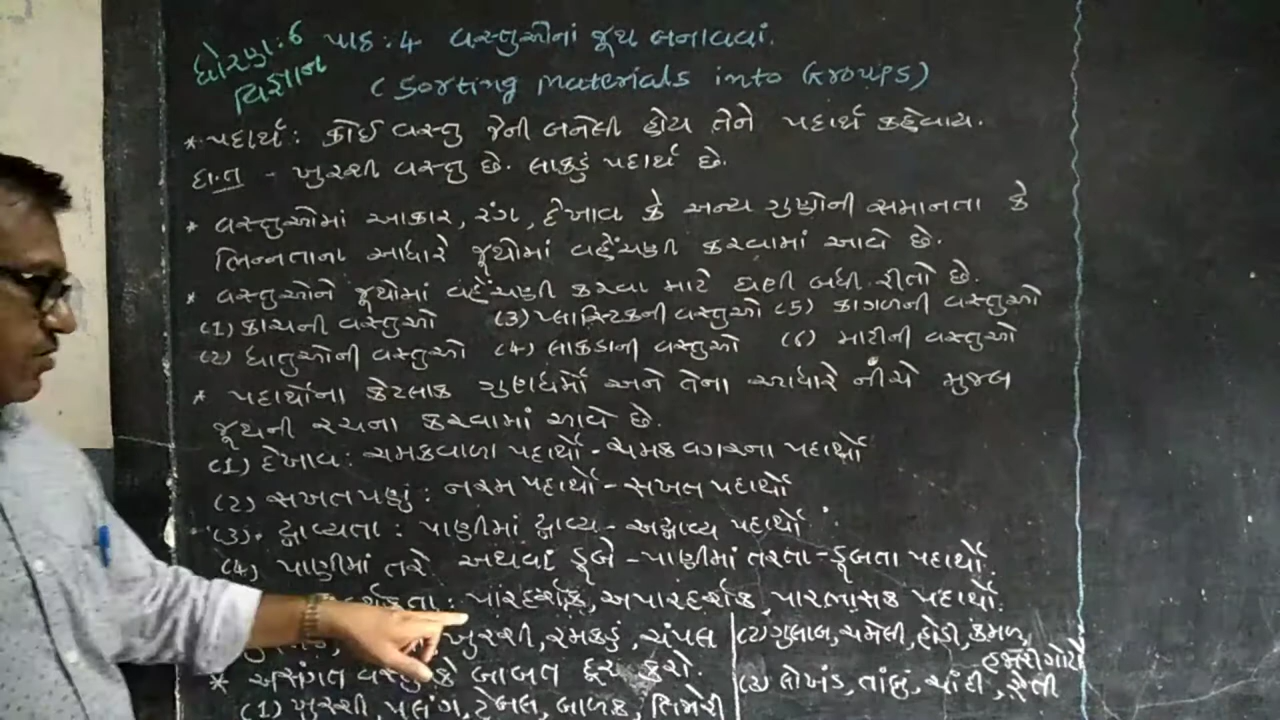 ધોરણ : 6 પાઠ : 4 વસ્તુઓનાં જૂથ બનાવવાં.
વિજ્ઞાન (Sorting Materials into Groups)
* પદાર્થ : કોઈ વસ્તુ જેની બનેલી હોય તેને પદાર્થ કહેવાય.
દા.ત - ખુરશી વસ્તુ છે. લાકડું પદાર્થ છે.
* વસ્તુઓમાં આકાર, રંગ, દેખાવ કે અન્ય ગુણોની સમાનતા કે
ભિન્નતાના આધારે જૂથોમાં વહેંચણી કરવામાં આવે છે.
* વસ્તુઓને જૂથોમાં વહેંચણી કરવા માટે ઘણી બધી રીતો છે.
(1) કાચની વસ્તુઓ (3) પ્લાસ્ટિકની વસ્તુઓ (5) કાગળની વસ્તુઓ
(2) ધાતુઓની વસ્તુઓ (4) લાકડાની વસ્તુઓ (6) માટીની વસ્તુઓ
* પદાર્થોના કેટલાક ગુણધર્મો અને તેના આધારે નીચે મુજબ
જૂથની રચના કરવામાં આવે છે.
(1) દેખાવ : ચમકવાળા પદાર્થો - ચમક વગરના પદાર્થો
(2) સખતપણું : નરમ પદાર્થો - સખત પદાર્થો
(3). દ્રાવ્યતા : પાણીમાં દ્રાવ્ય - અદ્રાવ્ય પદાર્થો
(4) પાણીમાં તરે અથવા ડૂબે - પાણીમાં તરતા - ડૂબતા પદાર્થો.
પારદર્શક, અપારદર્શક, પારભાસક પદાર્થો.
ખુરશી, રમકડું, ચંપલ (2) ગુલાબ, ચમેલી, હોડી, કમળ,
હજારીગોટો
* અસંગત વસ્તુ કે બાબત દૂર કરો. (3) લોખંડ, તાંબુ, ચાંદી, રેતી
(1) ખુરશી, પલંગ, ટેબલ, બાળક, તિજોરી